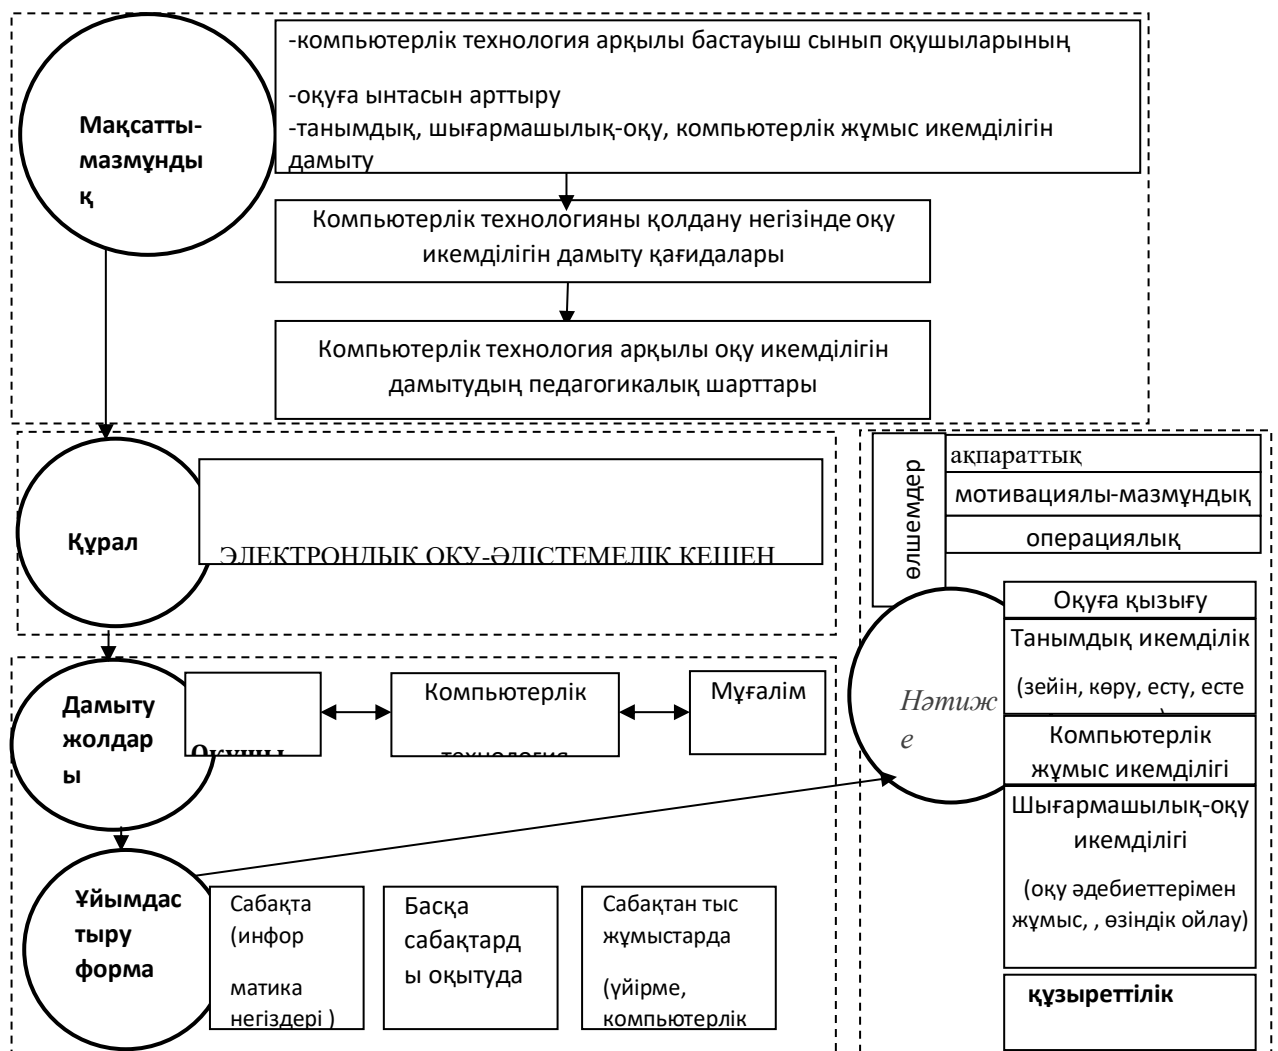 -компьютерлік технология арқылы бастауыш сынып оқушыларының
-оқуға ынтасын арттыру
-танымдық, шығармашылық-оқу, компьютерлік жұмыс икемділігін
дамыту
Мақсатты-
мазмұнды
қ
Компьютерлік технологияны қолдану негізінде оқу
икемділігін дамыту қағидалары
Компьютерлік технология арқылы оқу икемділігін
дамытудың педагогикалық шарттары
Құрал
ЭЛЕКТРОНДЫК ОКУ-ӘДІСТЕМЕЛІК КЕШЕН
өлшемдер
ақпараттық
мотивациялы-мазмұндық
операциялық
Дамыту
жолдар
ы
Оқушы
Компьютерлік
технология
Мұғалім
Нәтиж
е
Оқуға қызығу
Танымдық икемділік
(зейін, көру, есту, есте
Компьютерлік
жұмыс икемділігі
Шығармашылық-оқу
икемділігі
(оқу әдебиеттерімен
жұмыс, , өзіндік ойлау)
құзыреттілік
Ұйымдас
тыру
форма
Сабақта
(инфор
матика
негіздері )
Басқа
сабақтард
ы оқытуда
Сабақтан тыс
жұмыстарда
(үйірме,
компьютерлік